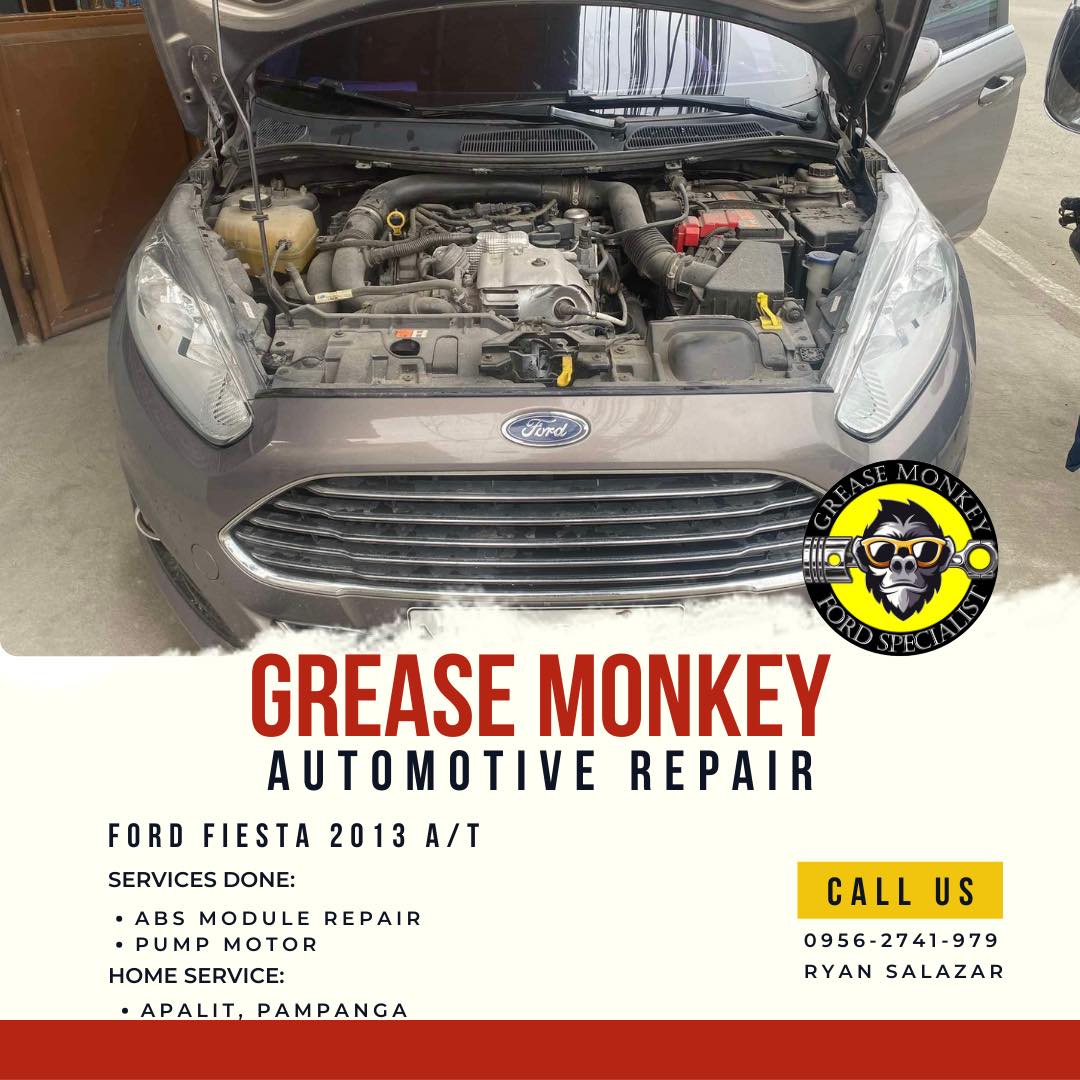 Ford
GREASE MONKEY
FORD SPECIALIST
GREASE MONKEY
AUTOMOTIVE REPAIR
FORD FIESTA 2013 A/T
SERVICES DONE:
• ABS MODULE REPAIR
• PUMP MOTOR
HOME SERVICE:
• APALIT, PAMPANGA
CALL US
0956-2741-979
RYAN SALAZAR